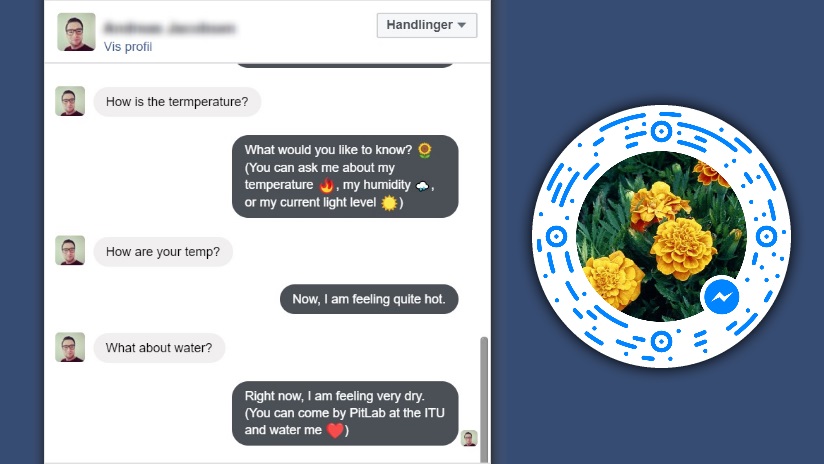 Handlinger
Vis profil
How is the termperature?
What would you like to know? 🌻
(You can ask me about my
temperature 🔥, my humidity 🌧,
or my current light level ☀️)
How are your temp?
Now, I am feeling quite hot.
What about water?
Right now, I am feeling very dry.
(You can come by PitLab at the ITU
and water me ❤️)